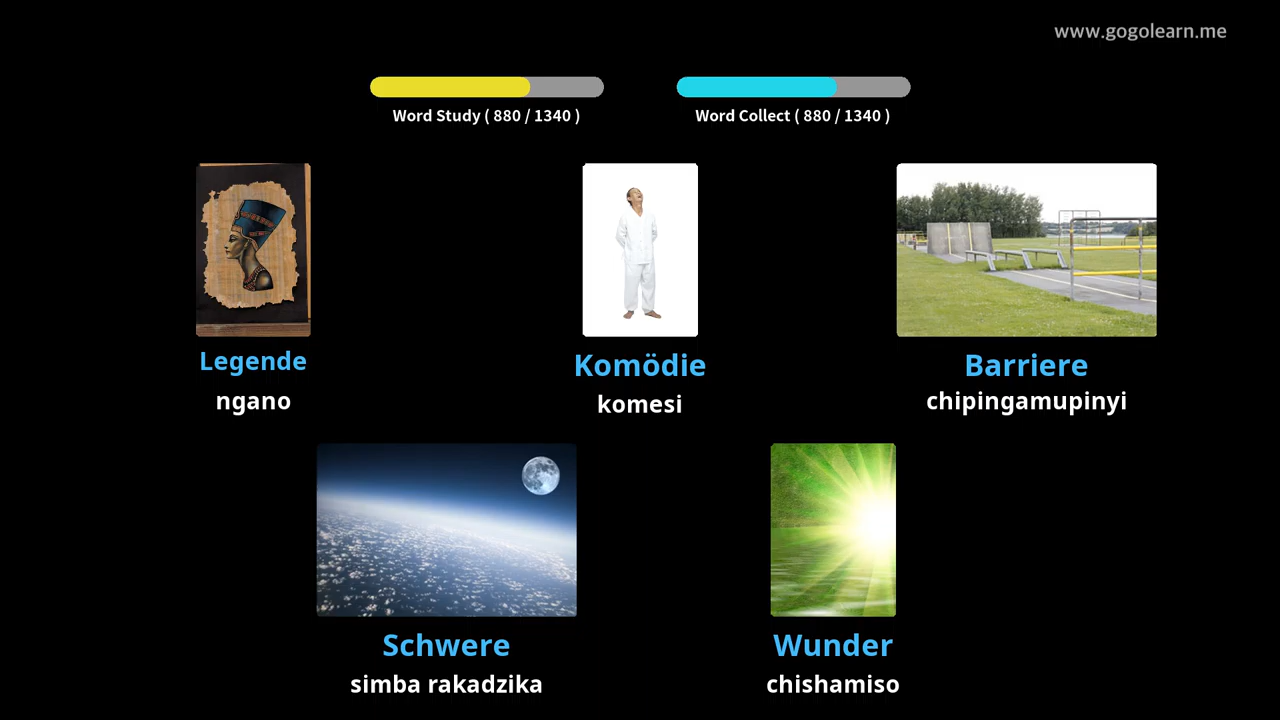 www.gogolearn.me
Word Study ( 880 / 1340 )
Word Collect ( 880 / 1340 )
Legende
ngano
Komödie
komesi
Barriere
chipingamupinyi
Schwere
simba rakadzika
Wunder
chishamiso